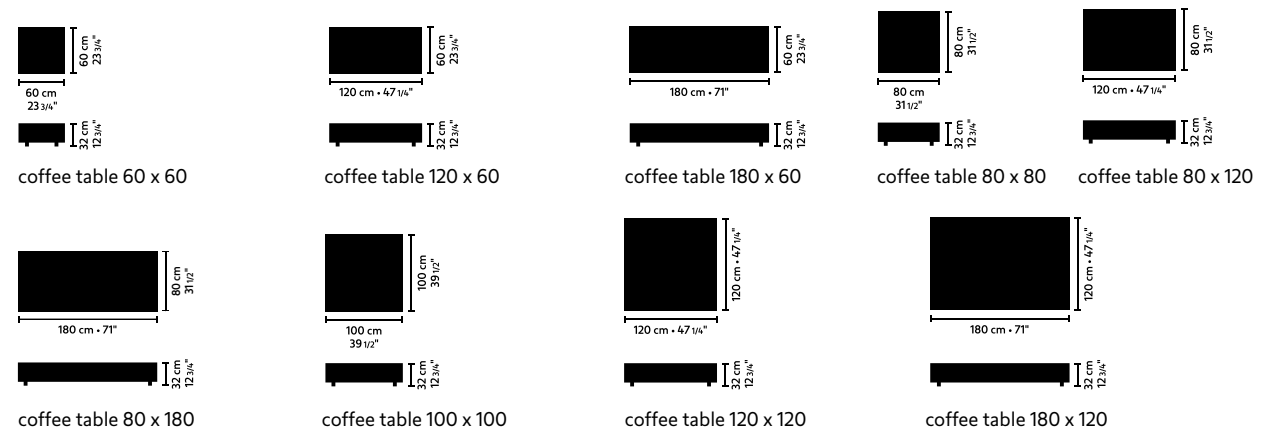 60 cm
23 3/4"
60 cm
23 3/4"
32 cm
12 3/4"
coffee table 60 x 60
60 cm
23 3/4"
120 cm • 47 1/4"
32 cm
12 3/4"
coffee table 120 x 60
60 cm
23 3/4"
180 cm • 71"
32 cm
12 3/4"
coffee table 180 x 60
80 cm
31 1/2"
80 cm
31 1/2"
32 cm
12 3/4"
coffee table 80 x 80
80 cm
31 1/2"
120 cm • 47 1/4"
32 cm
12 3/4"
coffee table 80 x 120
80 cm
31 1/2"
180 cm • 71"
32 cm
12 3/4"
coffee table 80 x 180
100 cm
39 1/2"
100 cm
39 1/2"
32 cm
12 3/4"
coffee table 100 x 100
120 cm • 47 1/4"
120 cm • 47 1/4"
32 cm
12 3/4"
coffee table 120 x 120
120 cm • 47 1/4"
180 cm • 71"
32 cm
12 3/4"
coffee table 180 x 120